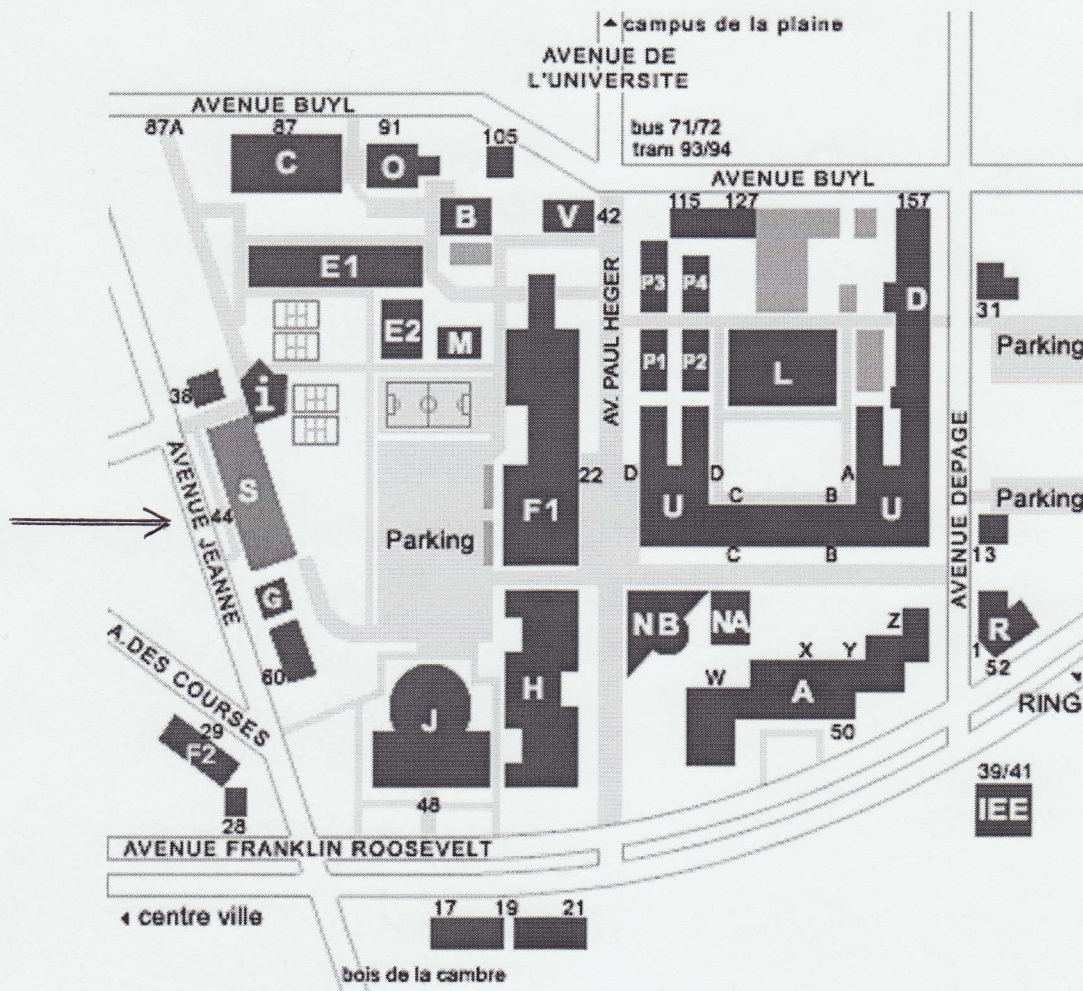 campus de la plaine
AVENUE DE
L'UNIVERSITE
AVENUE BUYL
87A
87
91
105
bus 71/72
tram 93/94
AVENUE BUYL
C
O
115
127
157
B
V
42
E1
P3
P4
D
31
AV. PAUL HEGER
E2
M
Parking
P1
P2
L
i
38
AVENUE JEANNE
S
44
22
D
D
A
C
B
F1
U
U
Parking
Parking
AVENUE DEPAGE
13
C
B
G
NB
NA
Z
R
A.DES COURSES
X
Y
1
52
60
W
H
A
RING
J
29
F2
50
48
39/41
IEE
28
AVENUE FRANKLIN ROOSEVELT
centre ville
17
19
21
bois de la cambre